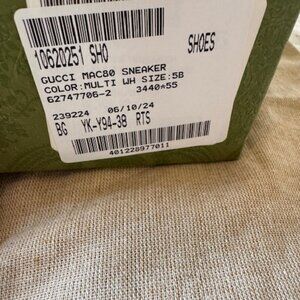 10620251 SHO
SHOES
GUCCI MAC80 SNEAKER
COLOR:MULTI WH SIZE:5B
62747706-2 3440*55
239224 06/10/24
BG YK-Y94-38 RTS
401228977011